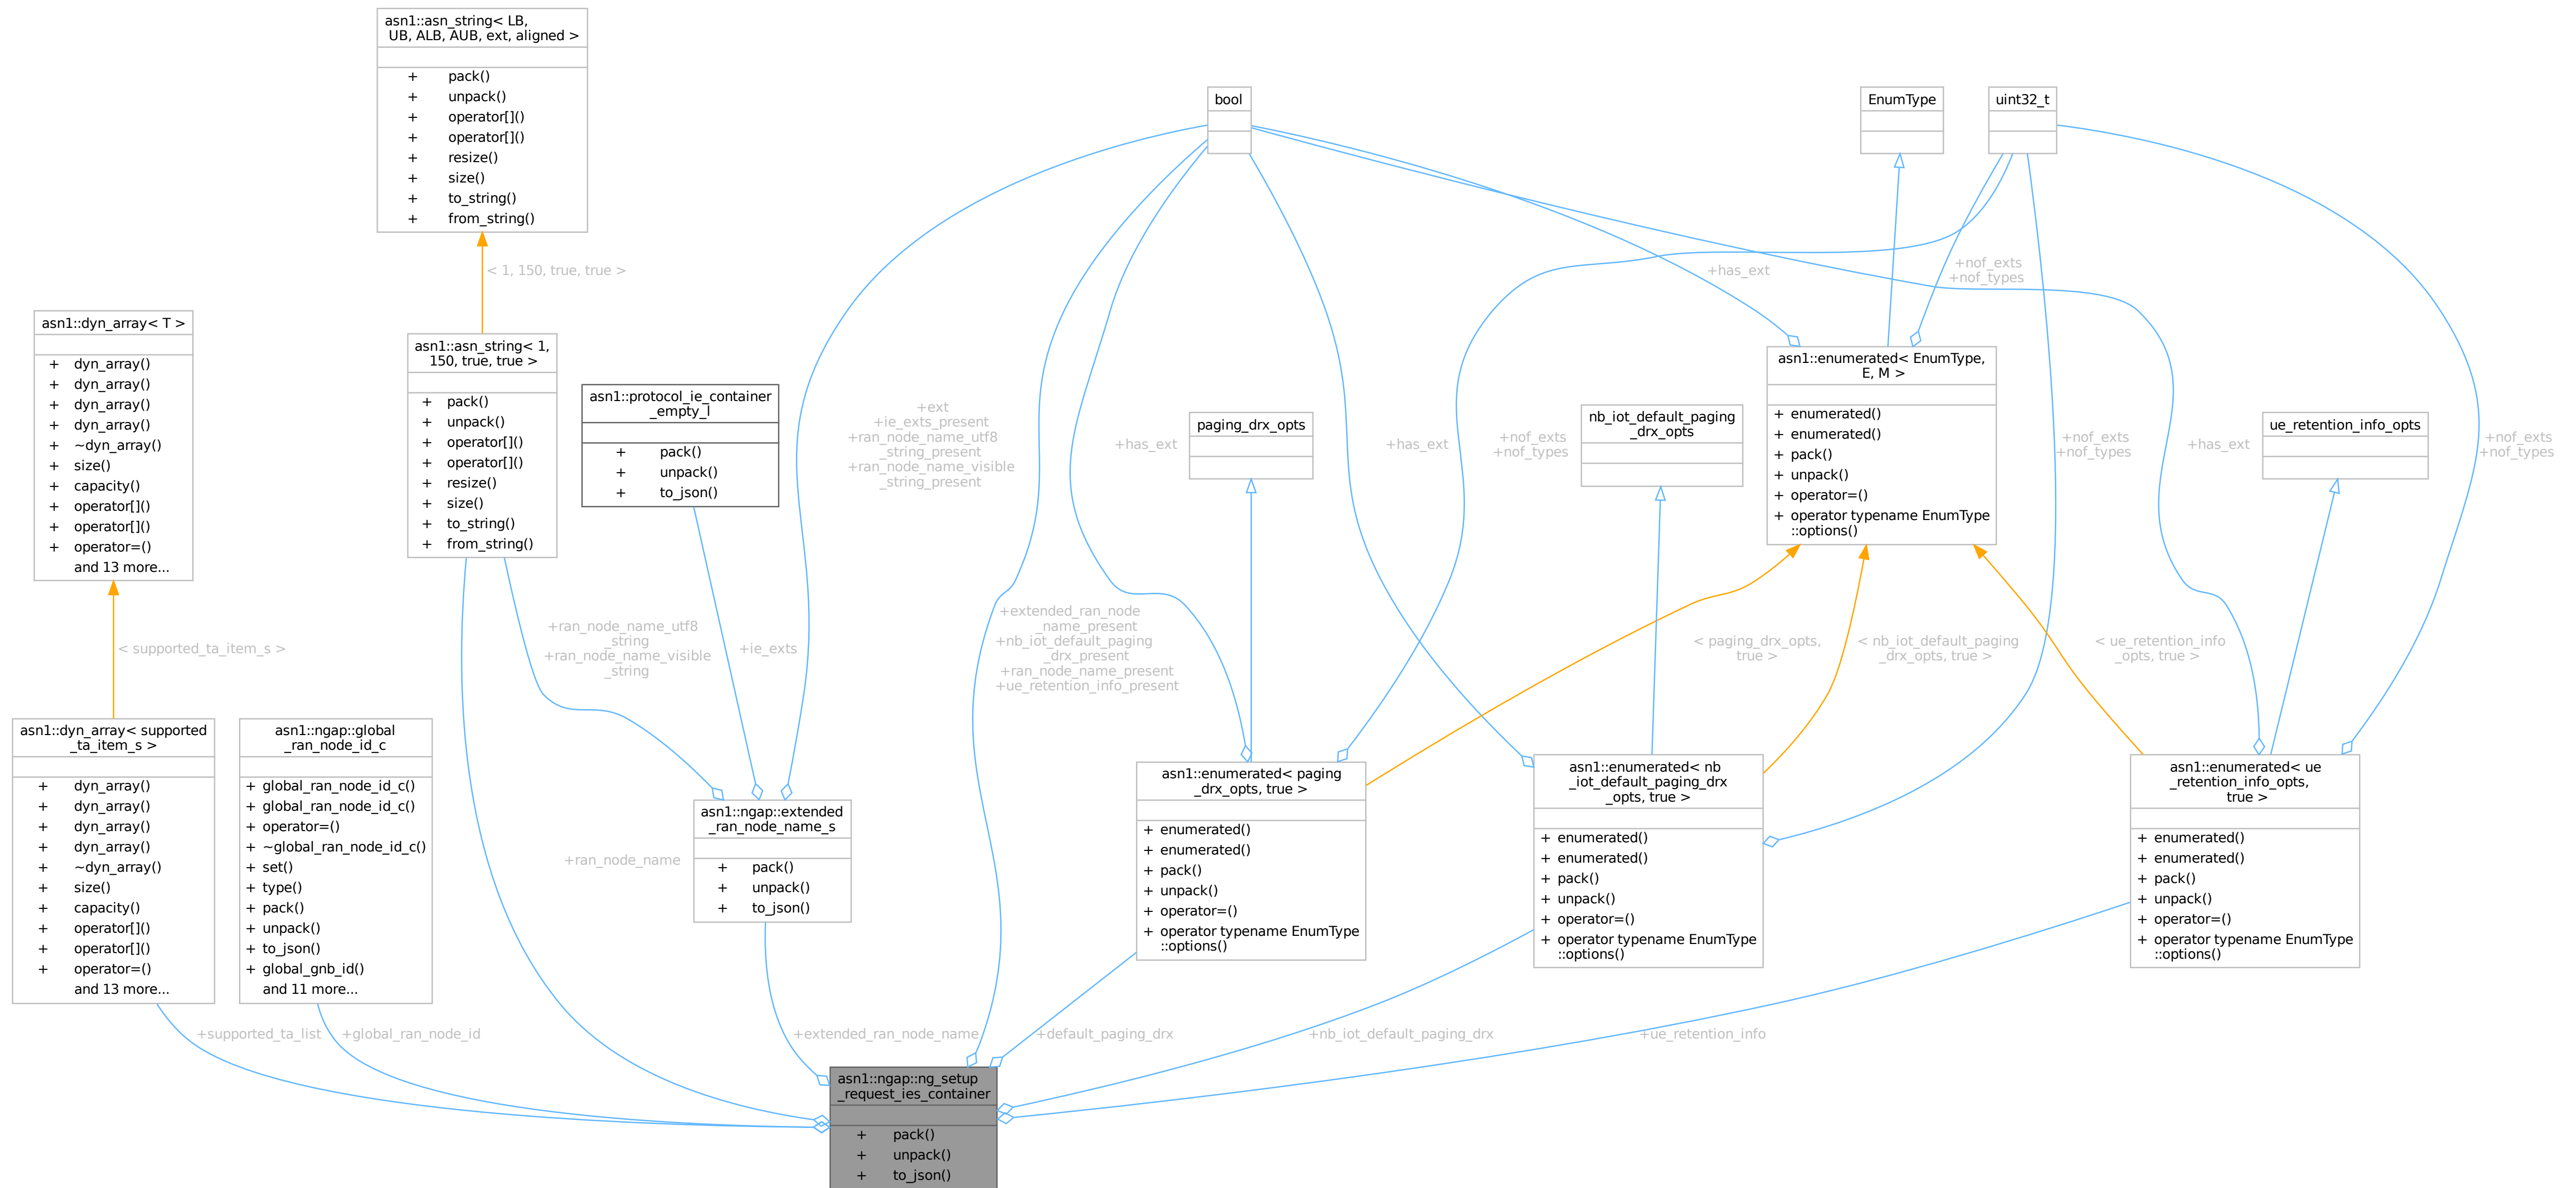 asn1::asn_string< LB,
UB, ALB, AUB, ext, aligned >
+ pack()
+ unpack()
+ operator[]()
+ operator[]()
+ resize()
+ size()
+ to_string()
+ from_string()
bool
EnumType
uint32_t
< 1, 150, true, true >
+has_ext
+nof_exts
+nof_types
asn1::dyn_array< T >
+ dyn_array()
+ dyn_array()
+ dyn_array()
+ dyn_array()
+ ~dyn_array()
+ size()
+ capacity()
+ operator[]()
+ operator[]()
+ operator=()
and 13 more...
asn1::asn_string< 1,
150, true, true >
+ pack()
+ unpack()
+ operator[]()
+ operator[]()
+ resize()
+ size()
+ to_string()
+ from_string()
asn1::protocol_ie_container
_empty_l
+ pack()
+ unpack()
+ to_json()
+ext
+ie_exts_present
+ran_node_name_utf8
_string_present
+ran_node_name_visible
_string_present
+has_ext
paging_drx_opts
+has_ext
+nof_exts
+nof_types
nb_iot_default_paging
_drx_opts
asn1::enumerated< EnumType,
E, M >
+ enumerated()
+ enumerated()
+ pack()
+ unpack()
+ operator=()
+ operator typename EnumType
::options()
+nof_exts
+nof_types
+has_ext
ue_retention_info_opts
+nof_exts
+nof_types
< supported_ta_item_s >
+ran_node_name_utf8
_string
+ran_node_name_visible
_string
+ie_exts
+extended_ran_node
_name_present
+nb_iot_default_paging
_drx_present
+ran_node_name_present
+ue_retention_info_present
< paging_drx_opts,
true >
< nb_iot_default_paging
_drx_opts, true >
< ue_retention_info
_opts, true >
asn1::dyn_array< supported
_ta_item_s >
+ dyn_array()
+ dyn_array()
+ dyn_array()
+ dyn_array()
+ ~dyn_array()
+ size()
+ capacity()
+ operator[]()
+ operator[]()
+ operator=()
and 13 more...
asn1::ngap::global
_ran_node_id_c
+ global_ran_node_id_c()
+ global_ran_node_id_c()
+ operator=()
+ ~global_ran_node_id_c()
+ set()
+ type()
+ pack()
+ unpack()
+ to_json()
+ global_gnb_id()
and 11 more...
+ran_node_name
asn1::ngap::extended
_ran_node_name_s
+ pack()
+ unpack()
+ to_json()
asn1::enumerated< paging
_drx_opts, true >
+ enumerated()
+ enumerated()
+ pack()
+ unpack()
+ operator=()
+ operator typename EnumType
::options()
asn1::enumerated< nb
_iot_default_paging_drx
_opts, true >
+ enumerated()
+ enumerated()
+ pack()
+ unpack()
+ operator=()
+ operator typename EnumType
::options()
asn1::enumerated< ue
_retention_info_opts,
true >
+ enumerated()
+ enumerated()
+ pack()
+ unpack()
+ operator=()
+ operator typename EnumType
::options()
+supported_ta_list
+global_ran_node_id
+extended_ran_node_name
+default_paging_drx
+nb_iot_default_paging_drx
+ue_retention_info
asn1::ngap::ng_setup
_request_ies_container
+ pack()
+ unpack()
+ to_json()